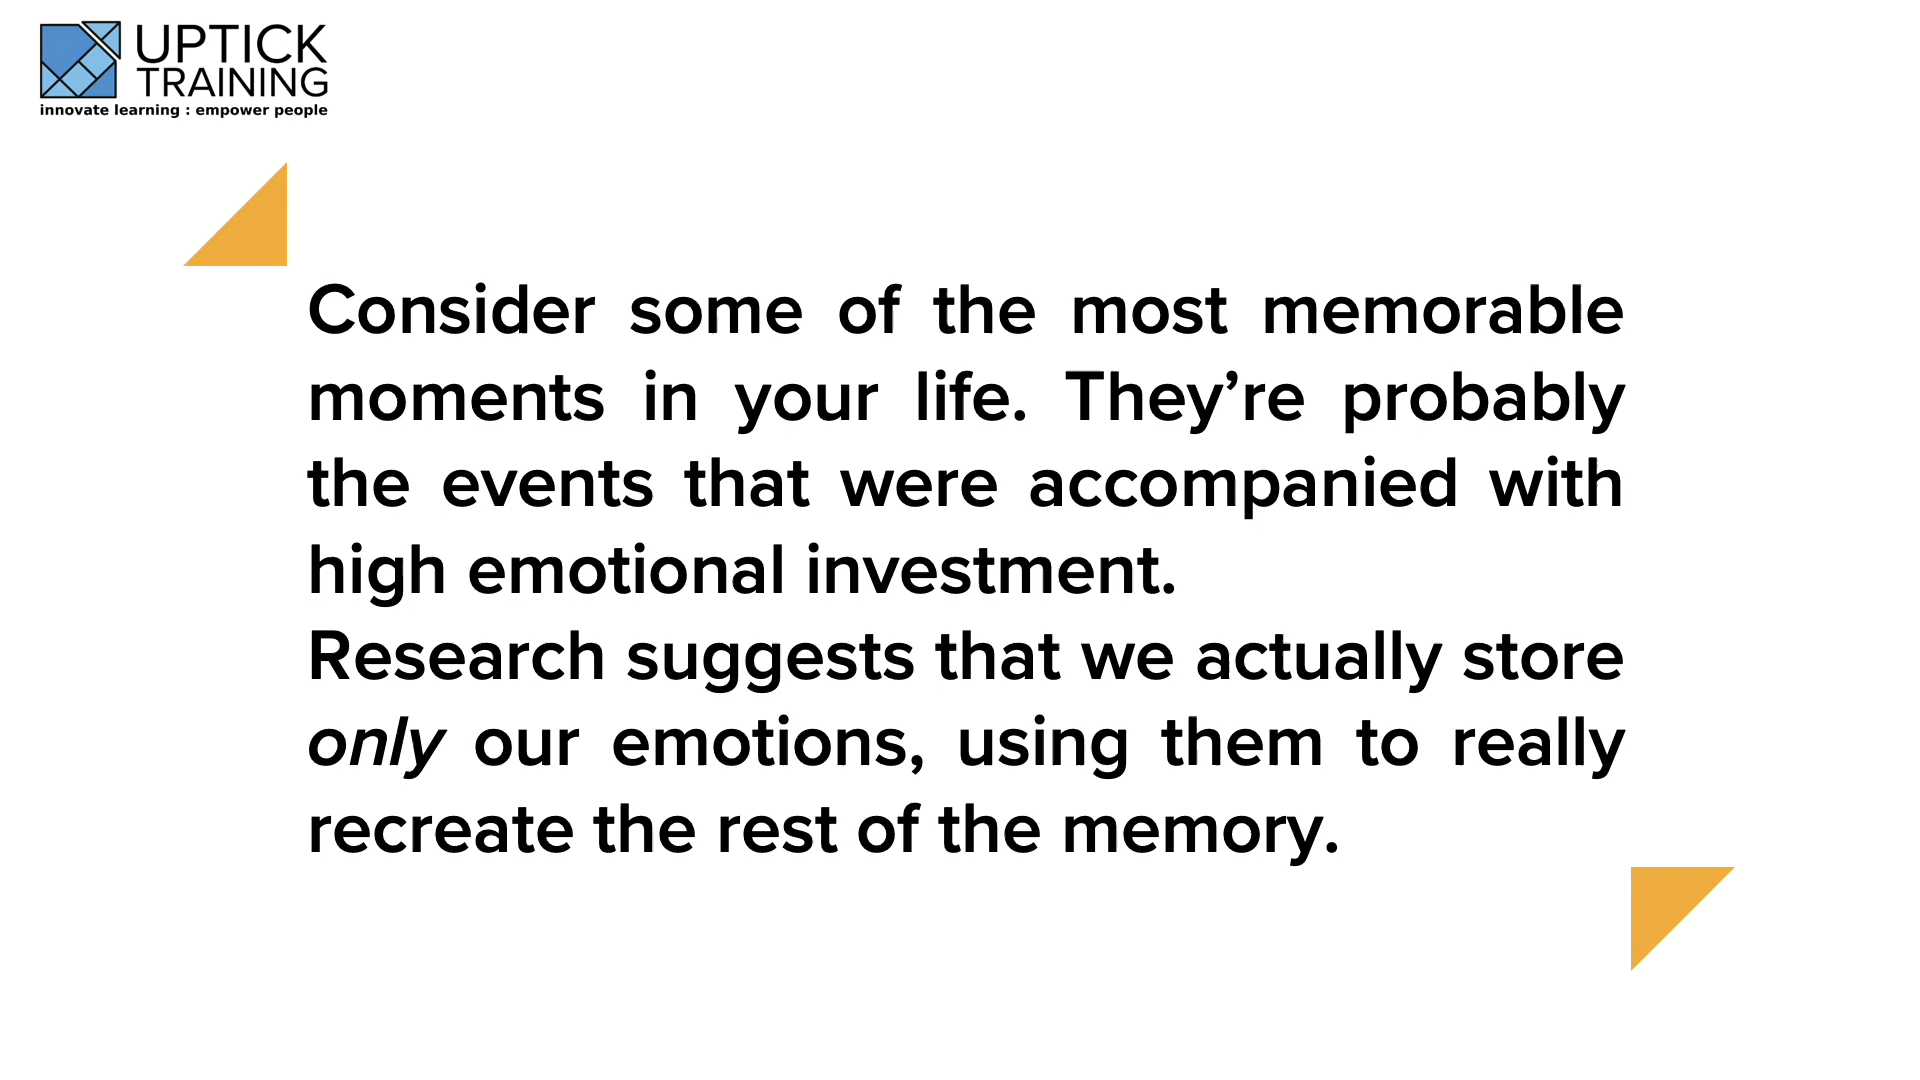 UPTICK
TRAINING
innovate learning : empower people
Consider some of the most memorable
moments in your life. They’re probably
the events that were accompanied with
high emotional investment.
Research suggests that we actually store
only our emotions, using them to really
recreate the rest of the memory.